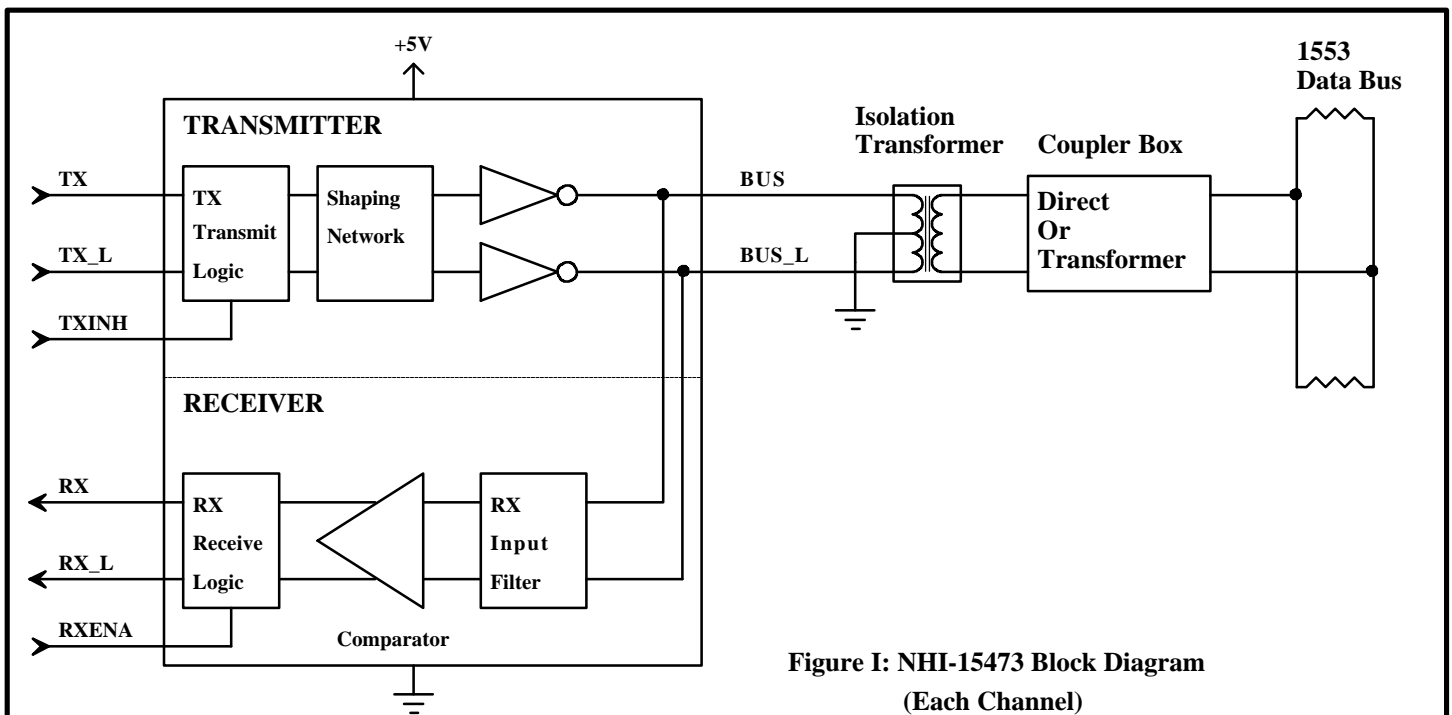 +5V
1553
Data Bus
TRANSMITTER
Isolation
Transformer
Coupler Box
TX
TX
Transmit
Logic
Shaping
Network
BUS
Direct
Or
Transformer
TX_L
BUS_L
TXINH
RECEIVER
RX
RX
Receive
Logic
RX
Input
Filter
RX_L
RXENA
Comparator
Figure I: NHI-15473 Block Diagram
(Each Channel)